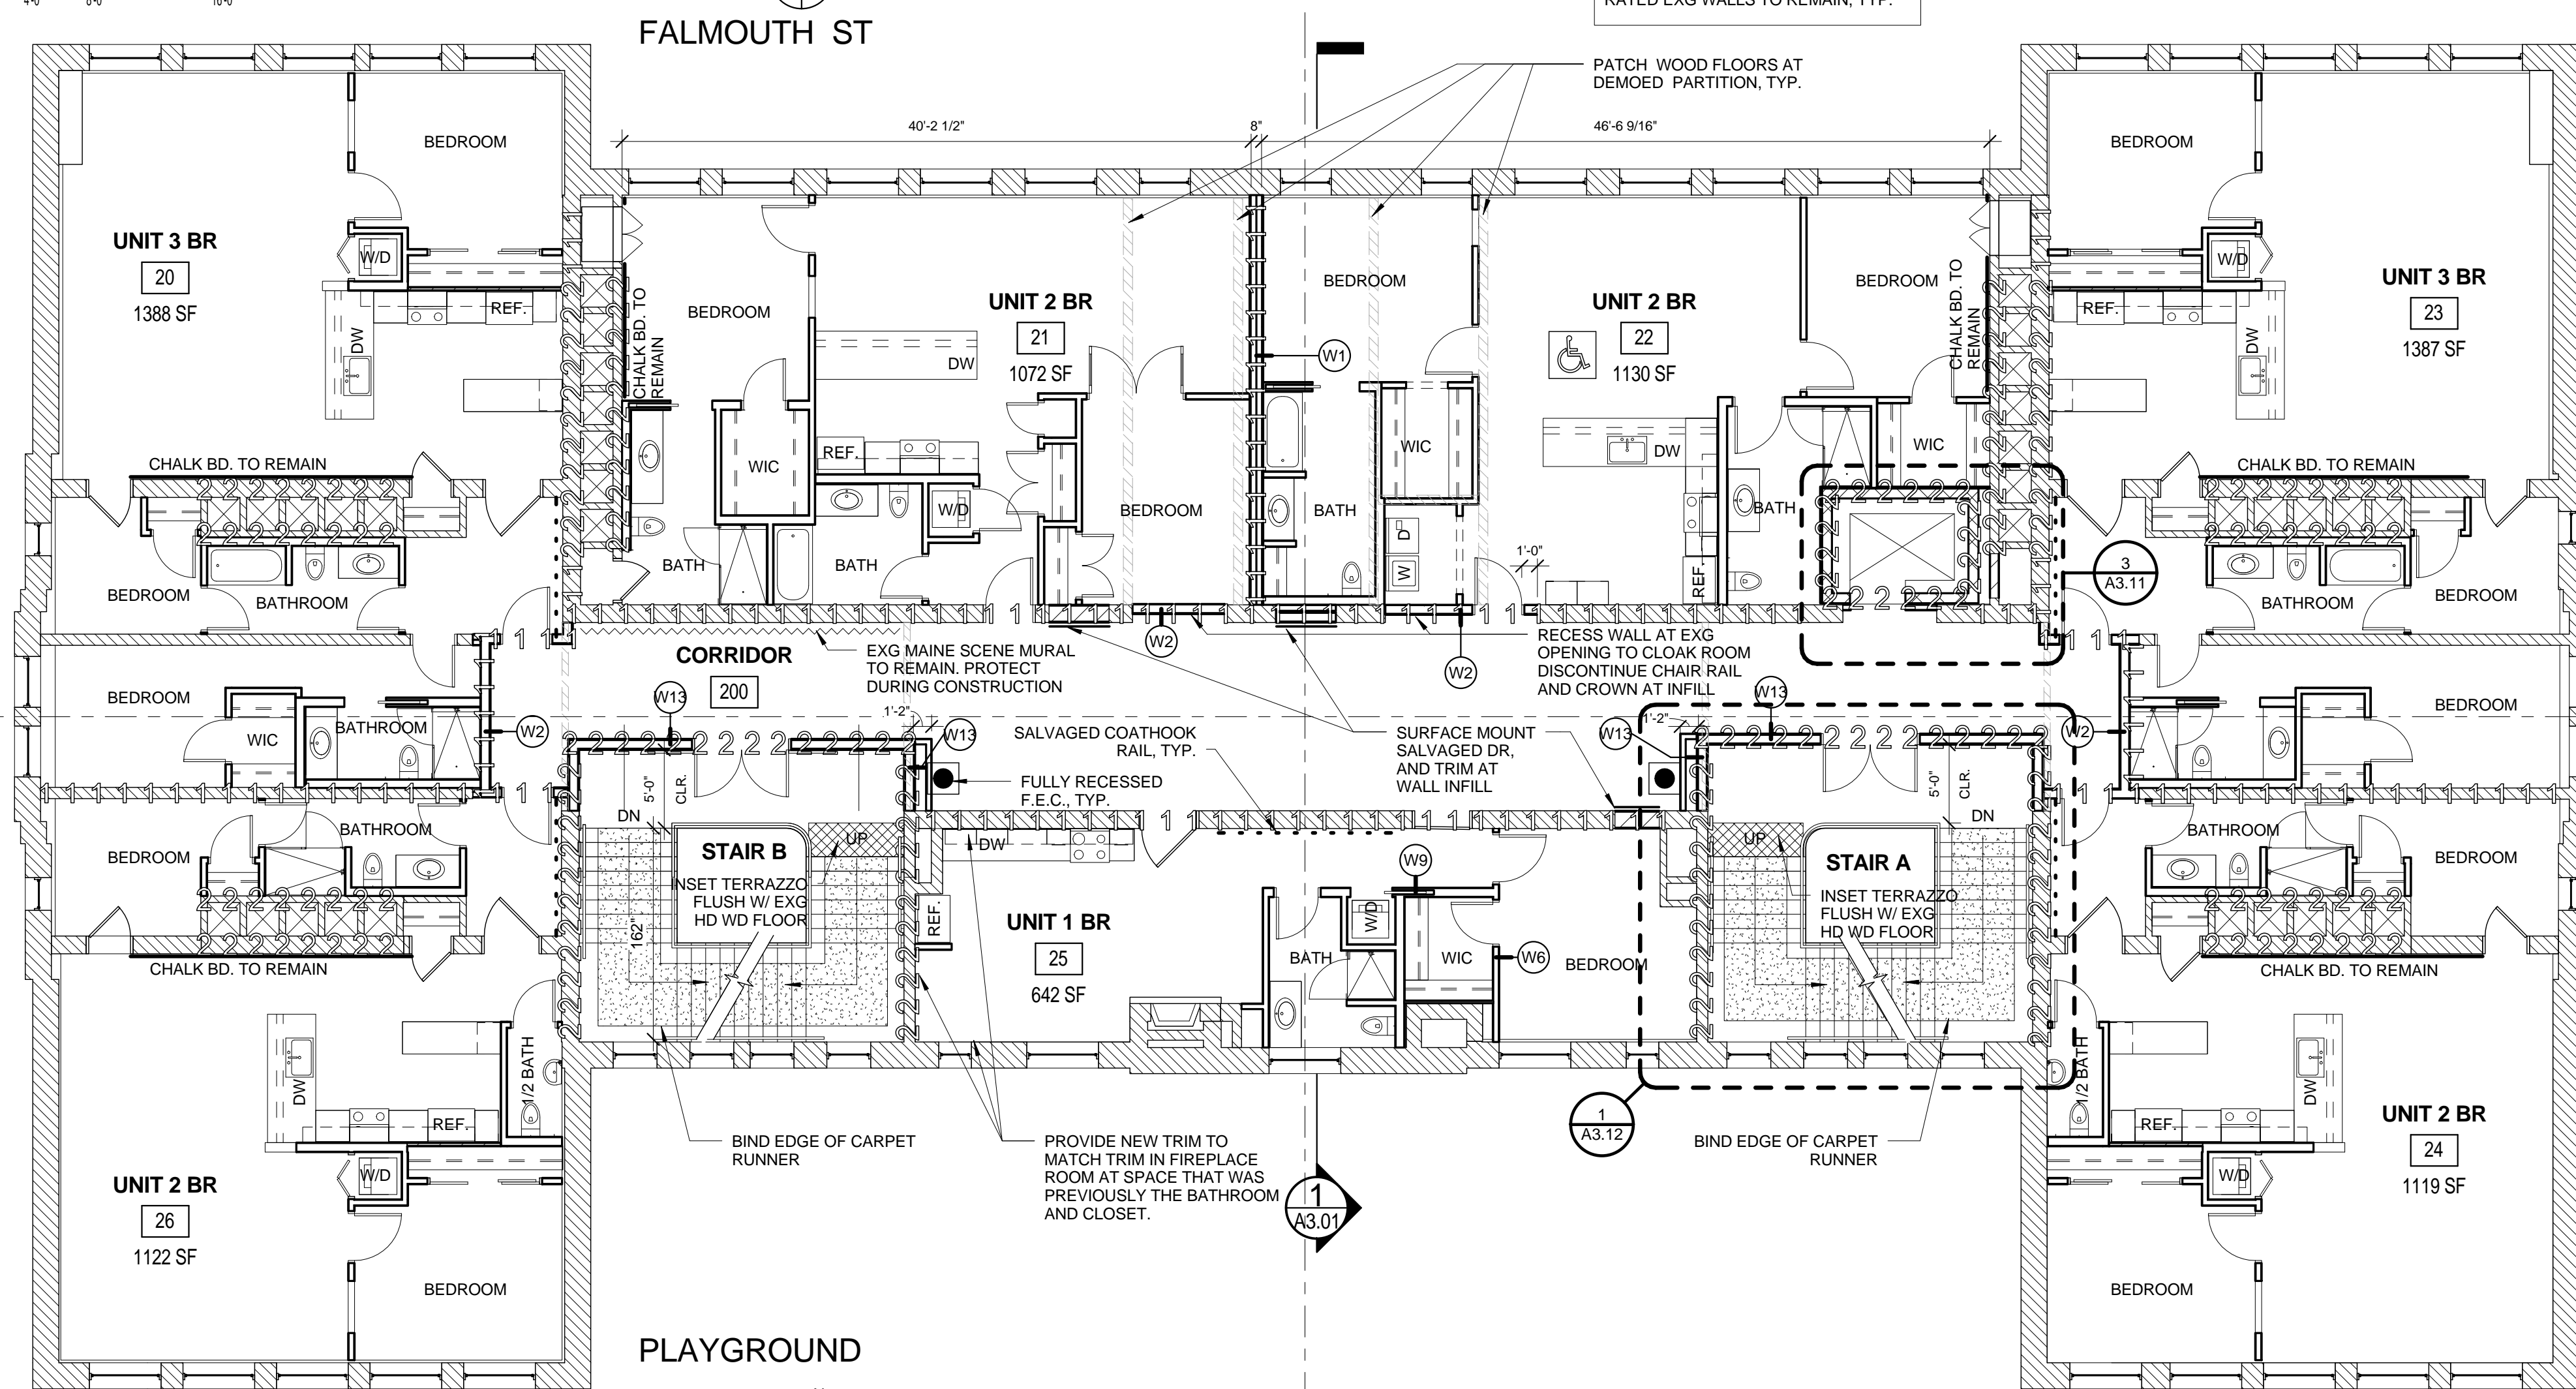 4'-0"
8'-0"
16'-0"
FALMOUTH ST
RATED EXG WALLS TO REMAIN, TYP.
PATCH WOOD FLOORS AT
DEMOED PARTITION, TYP.
40'-2 1/2"
8"
46'-6 9/16"
BEDROOM
UNIT 3 BR
20
1388 SF
W/D
REF.
DW
CHALK BD. TO REMAIN
BEDROOM
BATHROOM
CHALK BD. TO
REMAIN
BEDROOM
WIC
BATH
UNIT 2 BR
21
1072 SF
DW
REF.
W/D
BATH
BEDROOM
W1
BEDROOM
WIC
BATH
D
W
UNIT 2 BR
22
1130 SF
DW
REF.
1'-0"
BATH
BEDROOM
WIC
CHALK BD. TO
REMAIN
BEDROOM
UNIT 3 BR
23
1387 SF
W/D
REF.
DW
CHALK BD. TO REMAIN
3
A3.11
BATHROOM
BEDROOM
BEDROOM
WIC
BATHROOM
W2
CORRIDOR
200
W13
EXG MAINE SCENE MURAL
TO REMAIN. PROTECT
DURING CONSTRUCTION
W2
W2
RECESS WALL AT EXG
OPENING TO CLOAK ROOM
DISCONTINUE CHAIR RAIL
AND CROWN AT INFILL
1'-2"
W13
SALVAGED COATHOOK
RAIL, TYP.
SURFACE MOUNT
SALVAGED DR,
AND TRIM AT
WALL INFILL
FULLY RECESSED
F.E.C., TYP.
W13
1'-2"
W13
W2
BEDROOM
BEDROOM
BATHROOM
DN
5'-0"
CLR.
STAIR B
UP
INSET TERRAZZO
FLUSH W/ EXG
HD WD FLOOR
162"
DW
REF.
UNIT 1 BR
25
642 SF
W9
W/D
BATH
WIC
W6
BEDROOM
5'-0"
CLR.
DN
UP
STAIR A
INSET TERRAZZO
FLUSH W/ EXG
HD WD FLOOR
BATHROOM
BEDROOM
CHALK BD. TO REMAIN
CHALK BD. TO REMAIN
DW
REF.
1/2 BATH
W/D
UNIT 2 BR
26
1122 SF
BEDROOM
BIND EDGE OF CARPET
RUNNER
PROVIDE NEW TRIM TO
MATCH TRIM IN FIREPLACE
ROOM AT SPACE THAT WAS
PREVIOUSLY THE BATHROOM
AND CLOSET.
1
A3.01
1
A3.12
BIND EDGE OF CARPET
RUNNER
1/2 BATH
REF.
DW
W/D
UNIT 2 BR
24
1119 SF
BEDROOM
PLAYGROUND